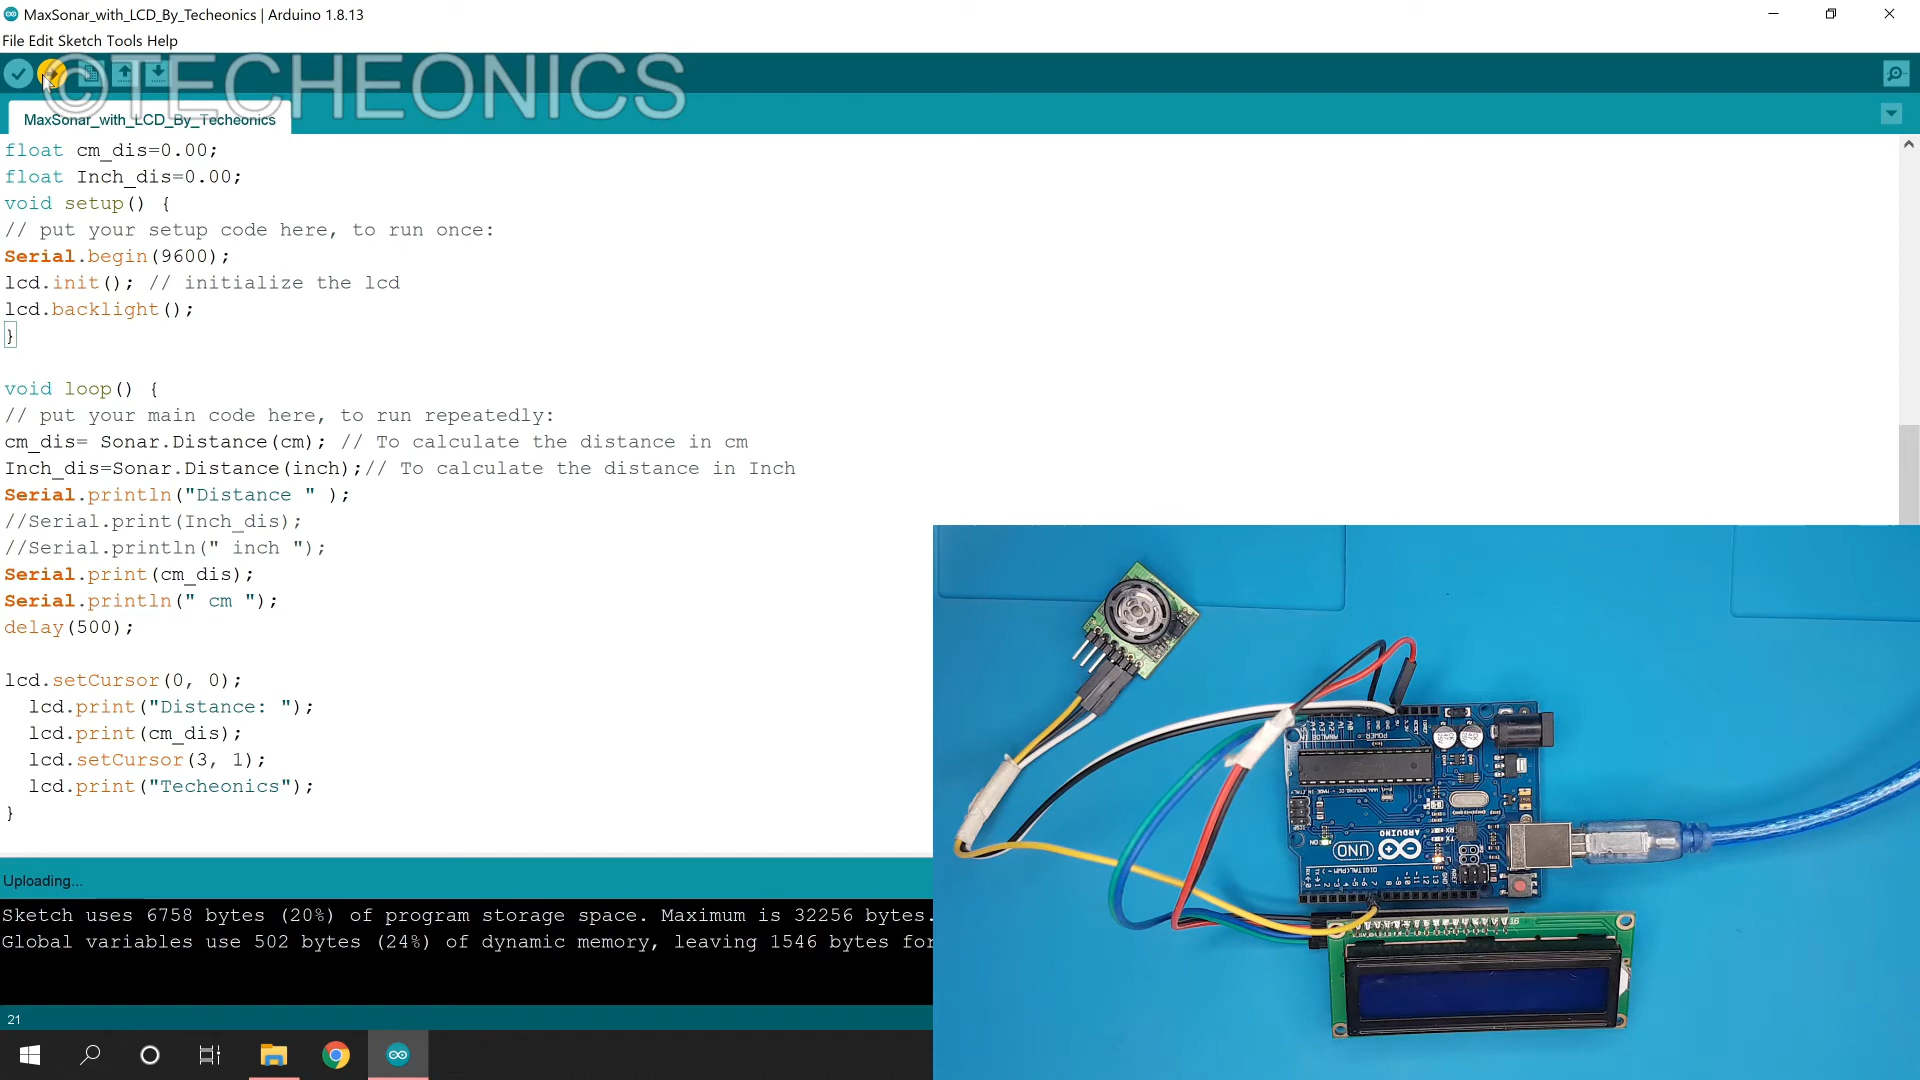 MaxSonar_with_LCD_By_Techeonics | Arduino 1.8.13
File Edit Sketch Tools Help
©TECHEONICS
MaxSonar_with_LCD_By_Techeonics
float cm_dis=0.00;
float Inch_dis=0.00;
void setup() {
// put your setup code here, to run once:
Serial.begin(9600);
lcd.init(); // initialize the lcd
lcd.backlight();
}
void loop() {
// put your main code here, to run repeatedly:
cm_dis= Sonar.Distance(cm); // To calculate the distance in cm
Inch_dis=Sonar.Distance(inch);// To calculate the distance in Inch
Serial.println("Distance " );
//Serial.print(Inch_dis);
//Serial.println(" inch ");
Serial.print(cm_dis);
Serial.println(" cm ");
delay(500);
lcd.setCursor(0, 0);
lcd.print("Distance: ");
lcd.print(cm_dis);
lcd.setCursor(3, 1);
lcd.print("Techeonics");
}
Uploading...
Sketch uses 6758 bytes (20%) of program storage space. Maximum is 32256 bytes.
Global variables use 502 bytes (24%) of dynamic memory, leaving 1546 bytes for
21
POWER
ANALOG IN
ARDUINO
UNO
ON
TX
RX
16